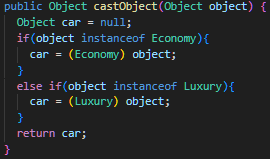 public Object castObject(Object object) {
Object car = null;
if(object instanceof Economy){
car = (Economy) object;
}
else if(object instanceof Luxury){
car = (Luxury) object;
}
return car;
}